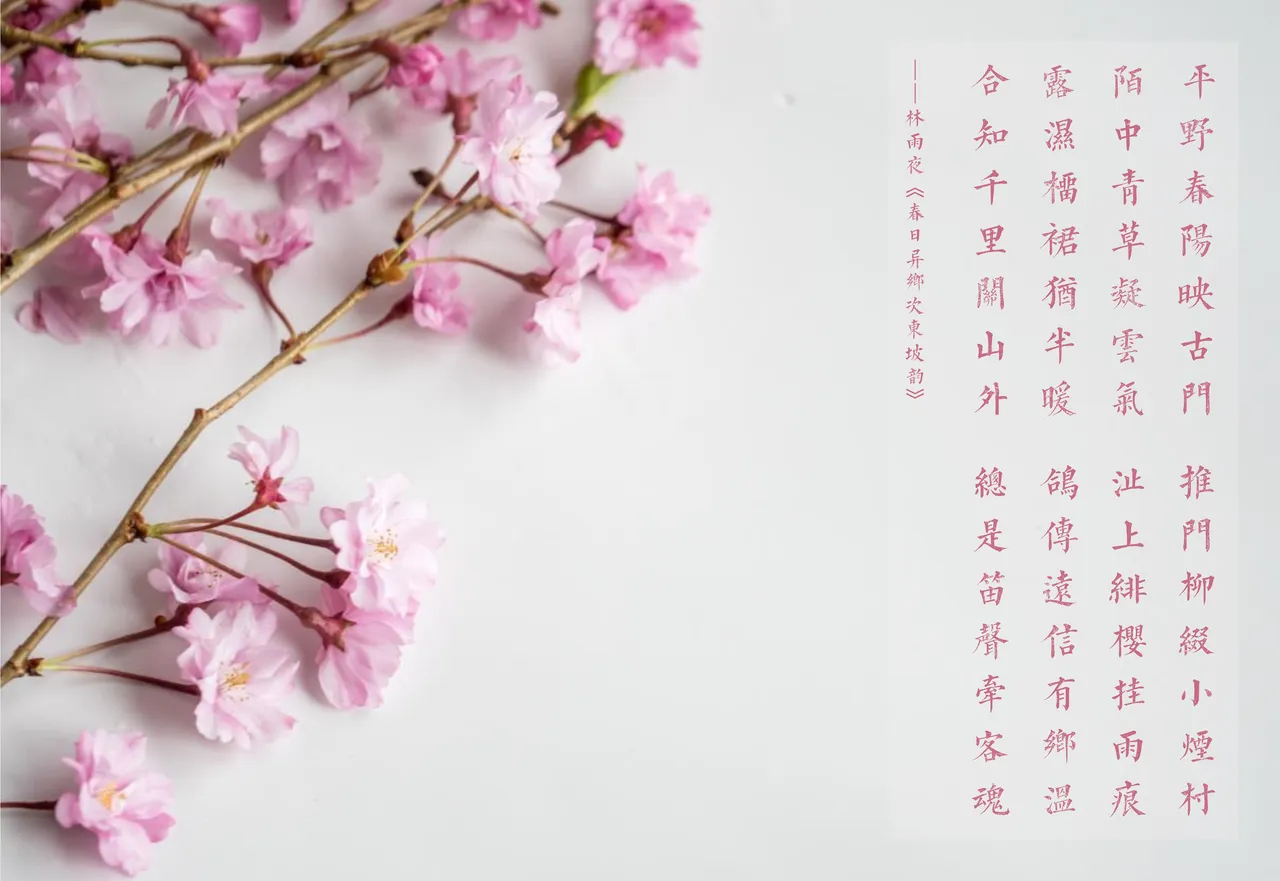 平野春陽映古門 推門柳綴小煙村
陌中青草凝雲氣 沚上緋櫻挂雨痕
露濕橊裙猶半暖 鴿傳遠信有鄉溫
合知千里關山外 總是笛聲牽客魂
——林雨夜《春日异鄉次東坡韵》